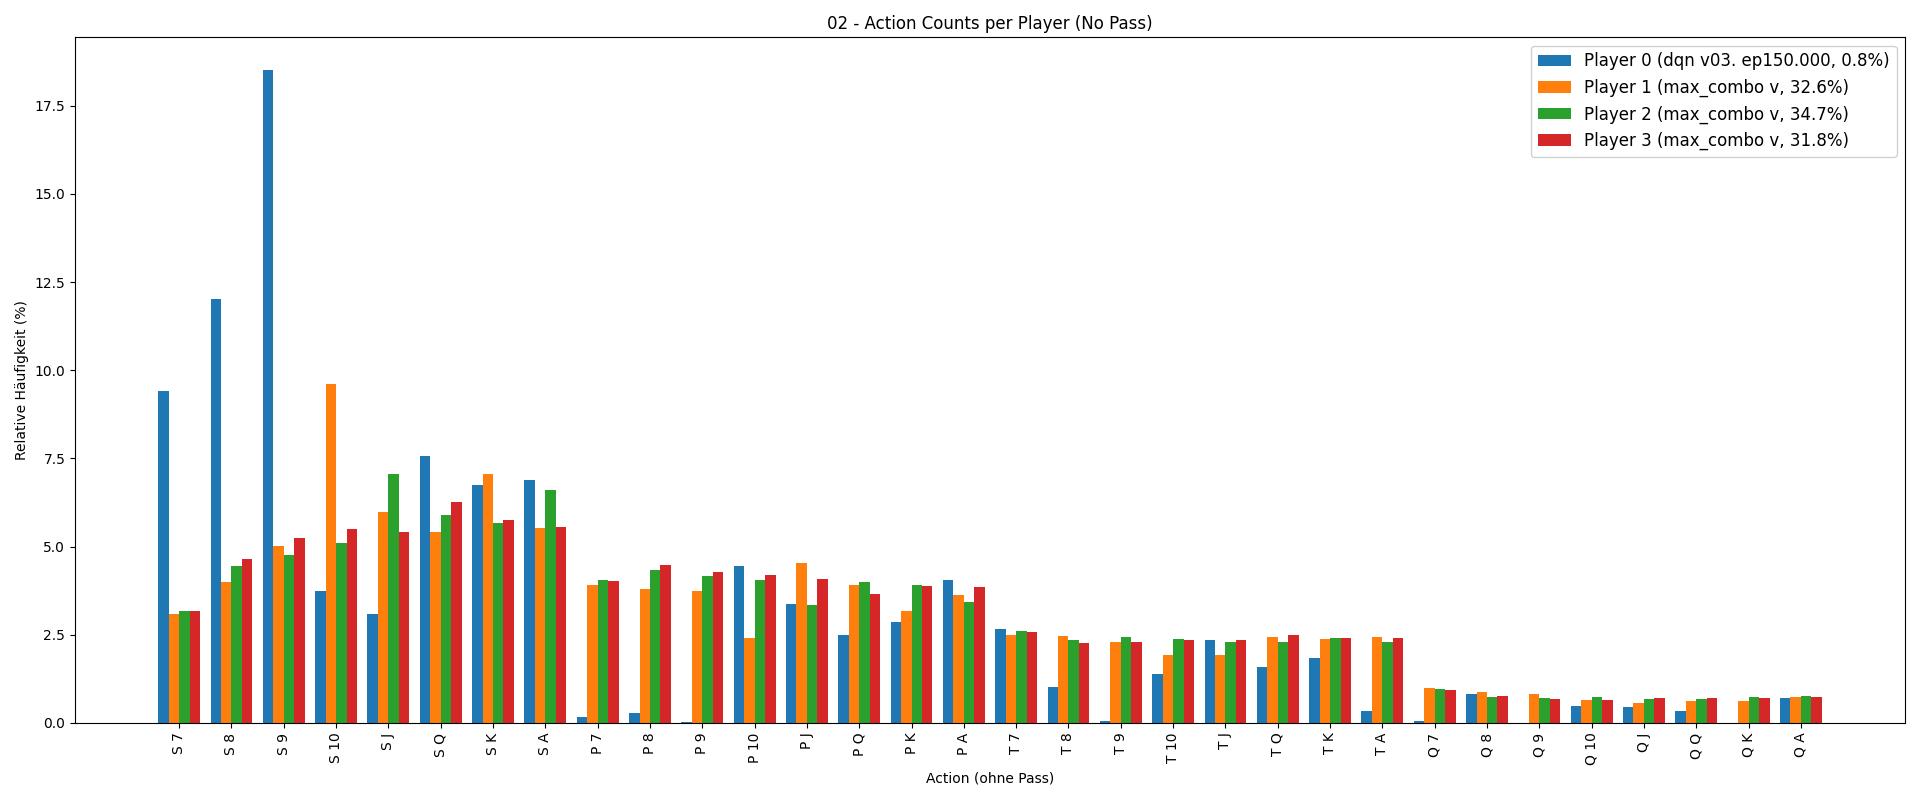 02 - Action Counts per Player (No Pass)
Player 0 (dqn v03. ep150.000, 0.8%)
Player 1 (max_combo v, 32.6%)
Player 2 (max_combo v, 34.7%)
Player 3 (max_combo v, 31.8%)
Relative Häufigkeit (%)
17.5
15.0
12.5
10.0
7.5
5.0
2.5
0.0
S 7
S 8
S 9
S 10
S J
S Q
S K
S A
P 7
P 8
P 9
P 10
P J
P Q
P K
P A
T 7
T 8
T 9
T 10
T J
T Q
T K
T A
Q 7
Q 8
Q 9
Q 10
Q J
Q Q
Q K
Q A
Action (ohne Pass)